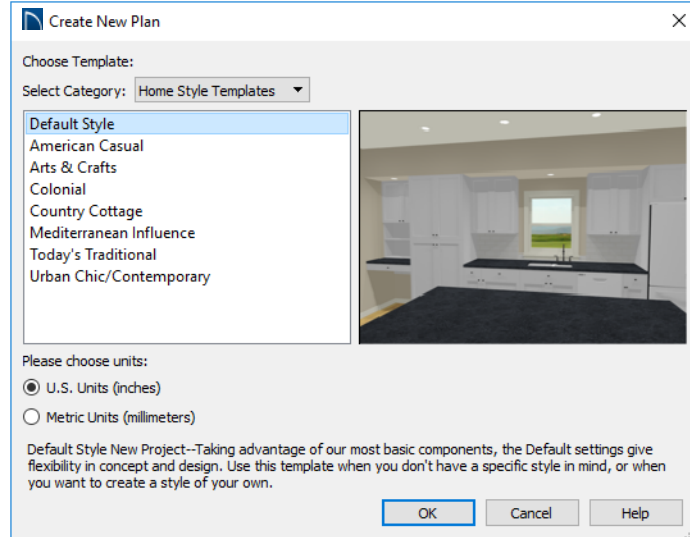 Create New Plan
Choose Template:
Select Category: Home Style Templates
Default Style
American Casual
Arts & Crafts
Colonial
Country Cottage
Mediterranean Influence
Today's Traditional
Urban Chic/Contemporary
Please choose units:
U.S. Units (inches)
Metric Units (millimeters)
Default Style New Project--Taking advantage of our most basic components, the Default settings give
flexibility in concept and design. Use this template when you don't have a specific style in mind, or when
you want to create a style of your own.
OK Cancel Help